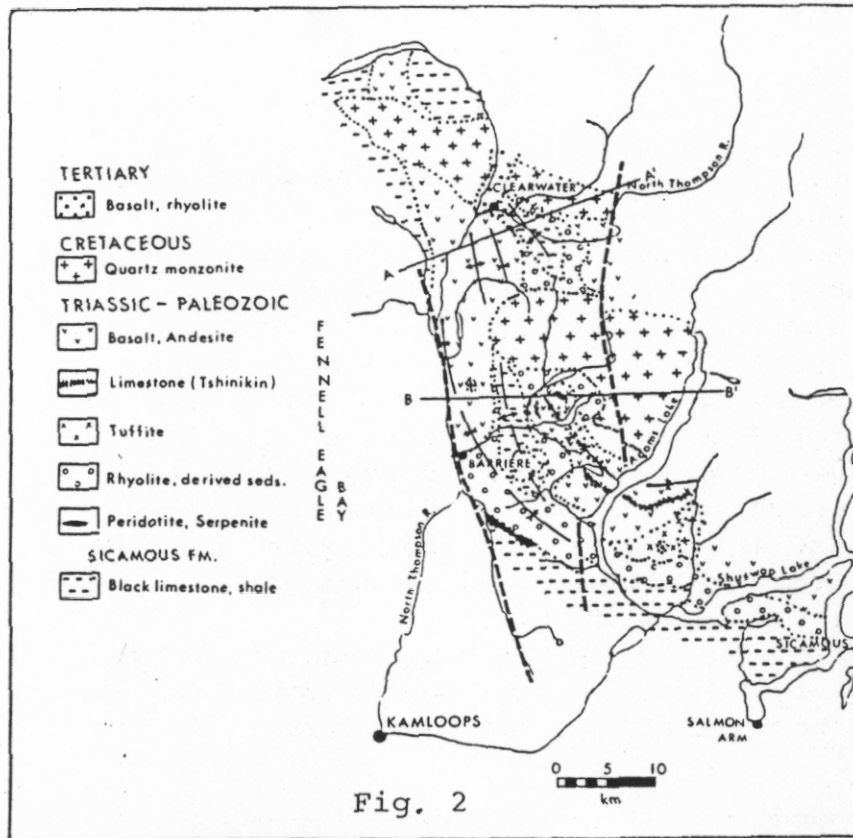 TERTIARY
Basalt, rhyolite
CRETACEOUS
Quartz monzonite
TRIASSIC - PALEOZOIC
Basalt, Andesite
Limestone (Tshinikin)
Tuffite
Rhyolite, derived seds.
Peridotite, Serpenite
SICAMOUS FM.
Black limestone, shale
FENNELL EAGLE
BAY
CLEARWATER
North Thompson R.
A'
A
B
B'
BARRIERE
Lake
North Thompson R.
Shuswap Lake
SICAMOUS
KAMLOOPS
SALMON
ARM
0 5 10
km
Fig. 2